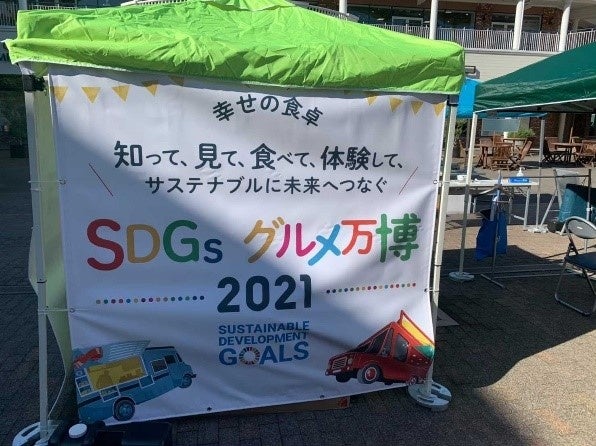 幸せの食卓
知って、見て、食べて、体験して、
サステナブルに未来へつなぐ
SDGs グルメ万博
2021
SUSTAINABLE
DEVELOPMENT
GOALS